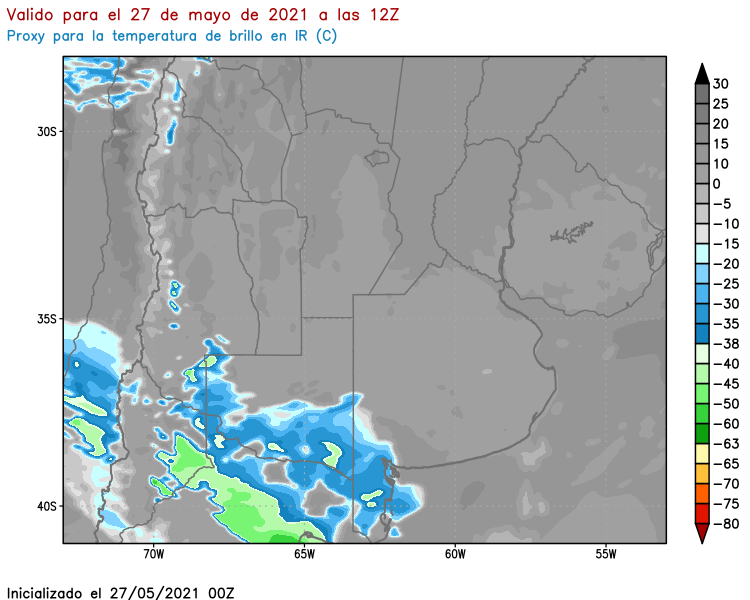 Valido para el 27 de mayo de 2021 a las 12Z
Proxy para la temperatura de brillo en IR (C)
30S
35S
40S
70W
65W
60W
55W
30
25
20
15
10
0
-5
-10
-15
-20
-25
-30
-35
-38
-40
-45
-50
-60
-63
-65
-70
-75
-80
Inicializado el 27/05/2021 00Z